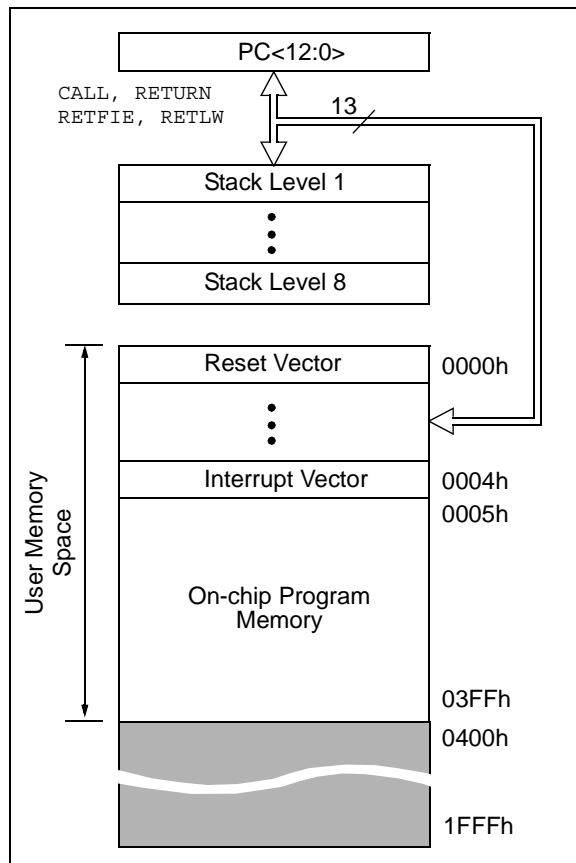 PC<12:0>
CALL, RETURN
RETFIE, RETLW
13
Stack Level 1
Stack Level 8
Reset Vector
0000h
Interrupt Vector
0004h
0005h
User Memory
Space
On-chip Program
Memory
03FFh
0400h
1FFFh